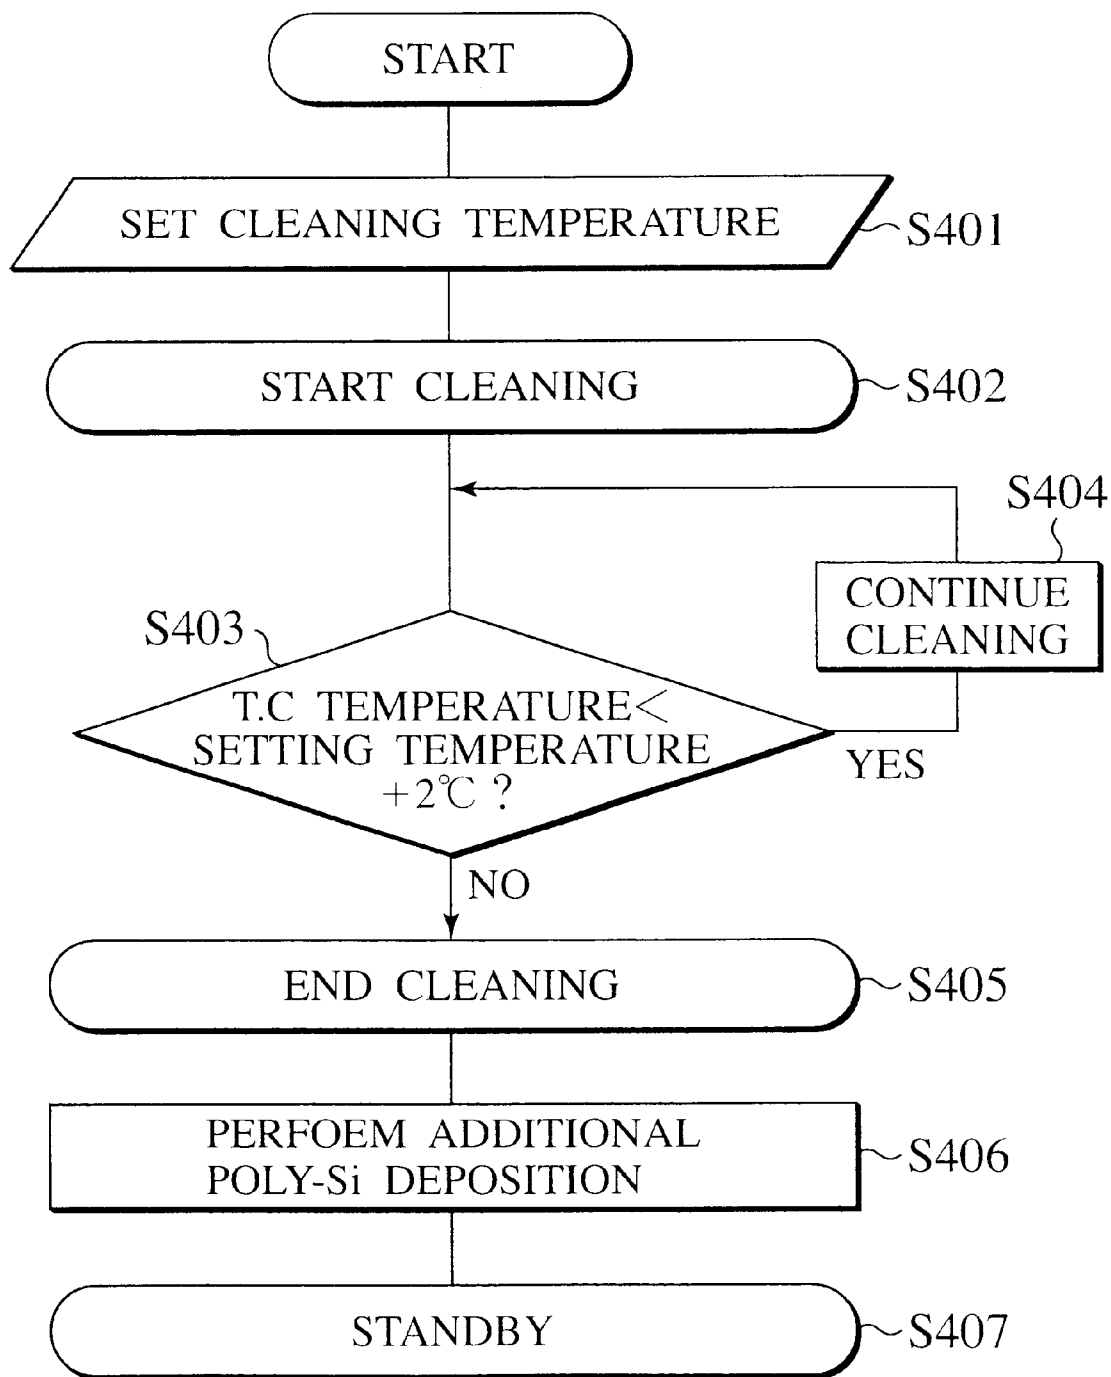 START
SET CLEANING TEMPERATURE
S401
START CLEANING
S402
S404
CONTINUE
CLEANING
S403
T.C TEMPERATURE<
SETTING TEMPERATURE
+2℃ ?
YES
NO
END CLEANING
S405
PERFOEM ADDITIONAL
POLY-Si DEPOSITION
S406
STANDBY
S407